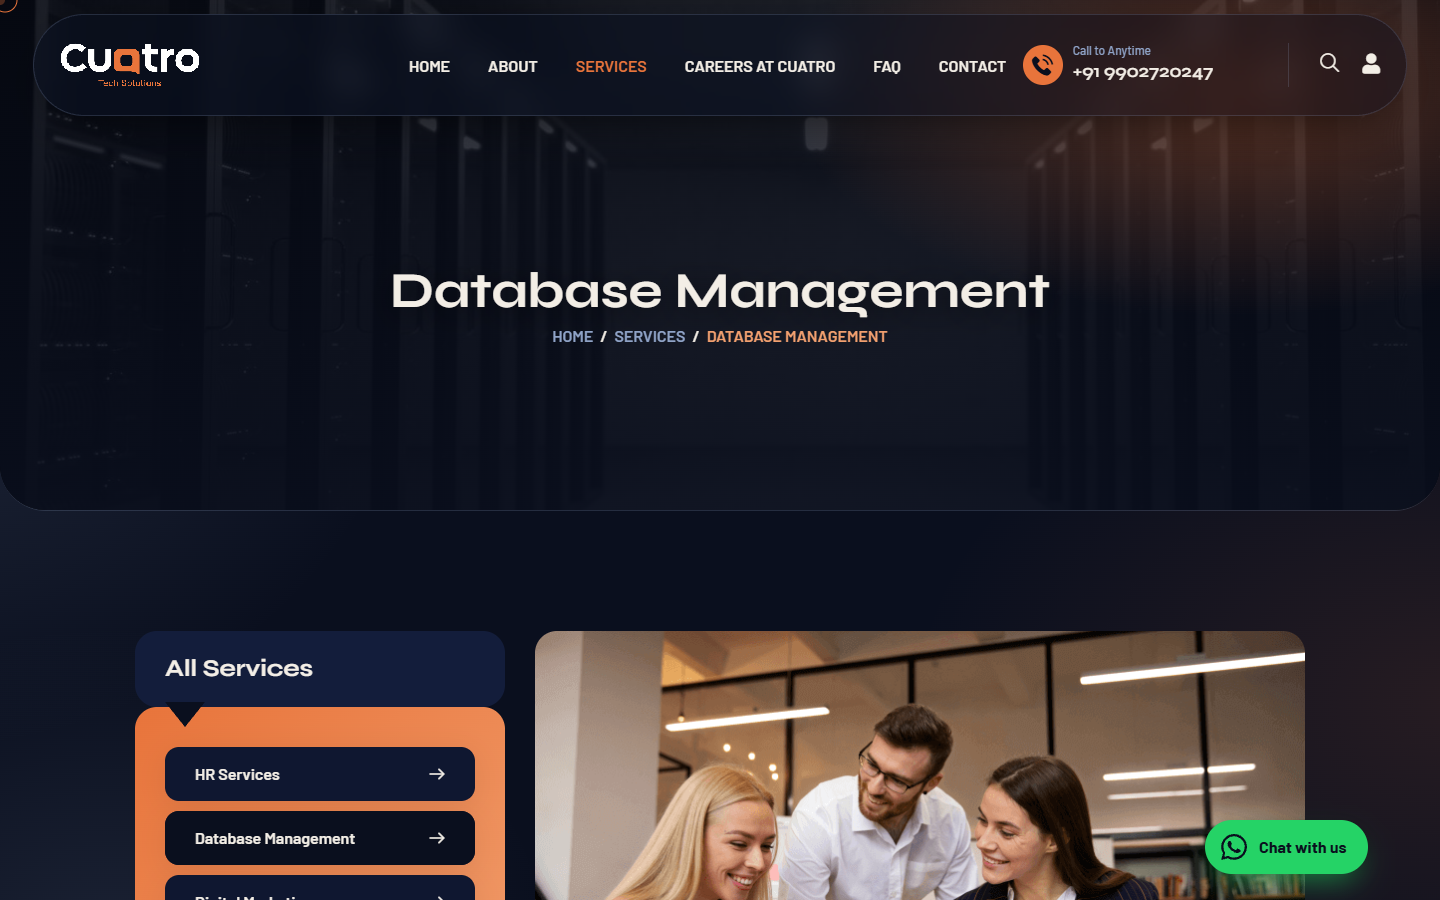 Cuatro
Tech Solutions
HOME ABOUT SERVICES CAREERS AT CUATRO FAQ CONTACT
Call to Anytime
+91 9902720247
Database Management
HOME / SERVICES / DATABASE MANAGEMENT
All Services
HR Services
Database Management
Chat with us